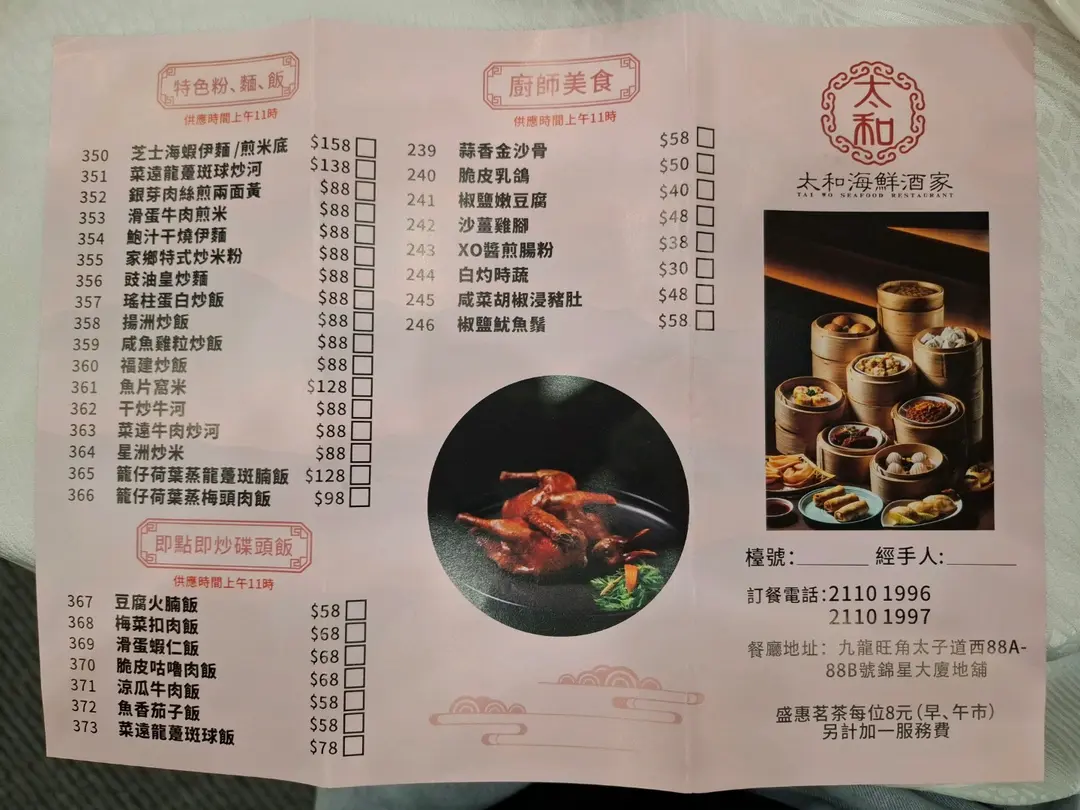 特色粉、麵、飯
供應時間上午11時
350 芝士海蝦伊麵/煎米底 $158
351 菜遠龍躉斑球炒河 $138
352 銀芽肉絲煎兩面黃 $88
353 滑蛋牛肉煎米 $88
354 鮑汁干燒伊麵 $88
355 家鄉特式炒米粉 $88
356 豉油皇炒麵 $88
357 瑤柱蛋白炒飯 $88
358 揚洲炒飯 $88
359 咸魚雞粒炒飯 $88
360 福建炒飯 $88
361 魚片窩米 $128
362 干炒牛河 $88
363 菜遠牛肉炒河 $88
364 星洲炒米 $88
365 籠仔荷葉蒸龍躉斑腩飯 $128
366 籠仔荷葉蒸梅頭肉飯 $98
即點即炒碟頭飯
供應時間上午11時
367 豆腐火腩飯 $58
368 梅菜扣肉飯 $68
369 滑蛋蝦仁飯 $68
370 脆皮咕嚕肉飯 $68
371 涼瓜牛肉飯 $58
372 魚香茄子飯 $58
373 菜遠龍躉斑球飯 $78
廚師美食
供應時間上午11時
239 蒜香金沙骨 $58
240 脆皮乳鴿 $50
241 椒鹽嫩豆腐 $40
242 沙薑雞腳 $48
243 XO醬煎腸粉 $38
244 白灼時蔬 $30
245 咸菜胡椒浸豬肚 $48
246 椒鹽魷魚鬚 $58
太和
太和海鮮酒家
TAI WO SEAFOOD RESTAURANT
檯號：______ 經手人：______
訂餐電話：2110 1996
2110 1997
餐廳地址：九龍旺角太子道西88A-
88B號錦星大廈地舖
盛惠茗茶每位8元（早、午市）
另計加一服務費